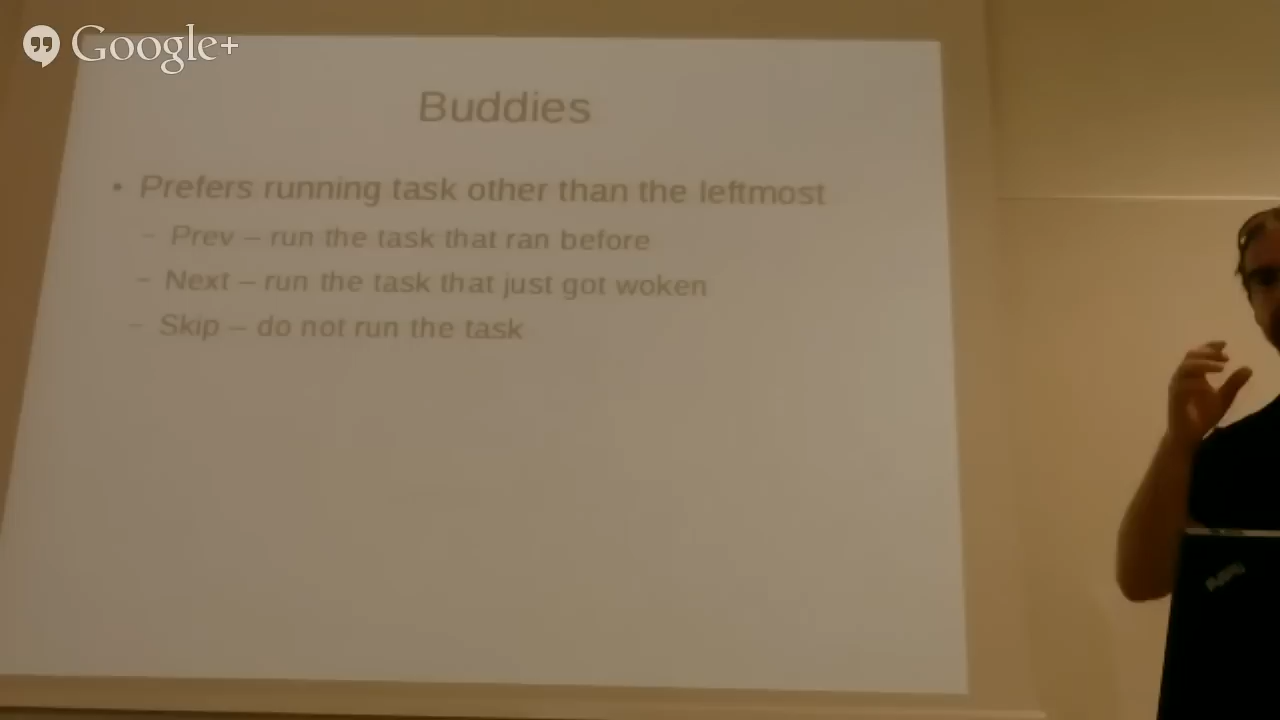 Google+
Buddies
• Prefers running task other than the leftmost
– Prev – run the task that ran before
– Next – run the task that just got woken
– Skip – do not run the task